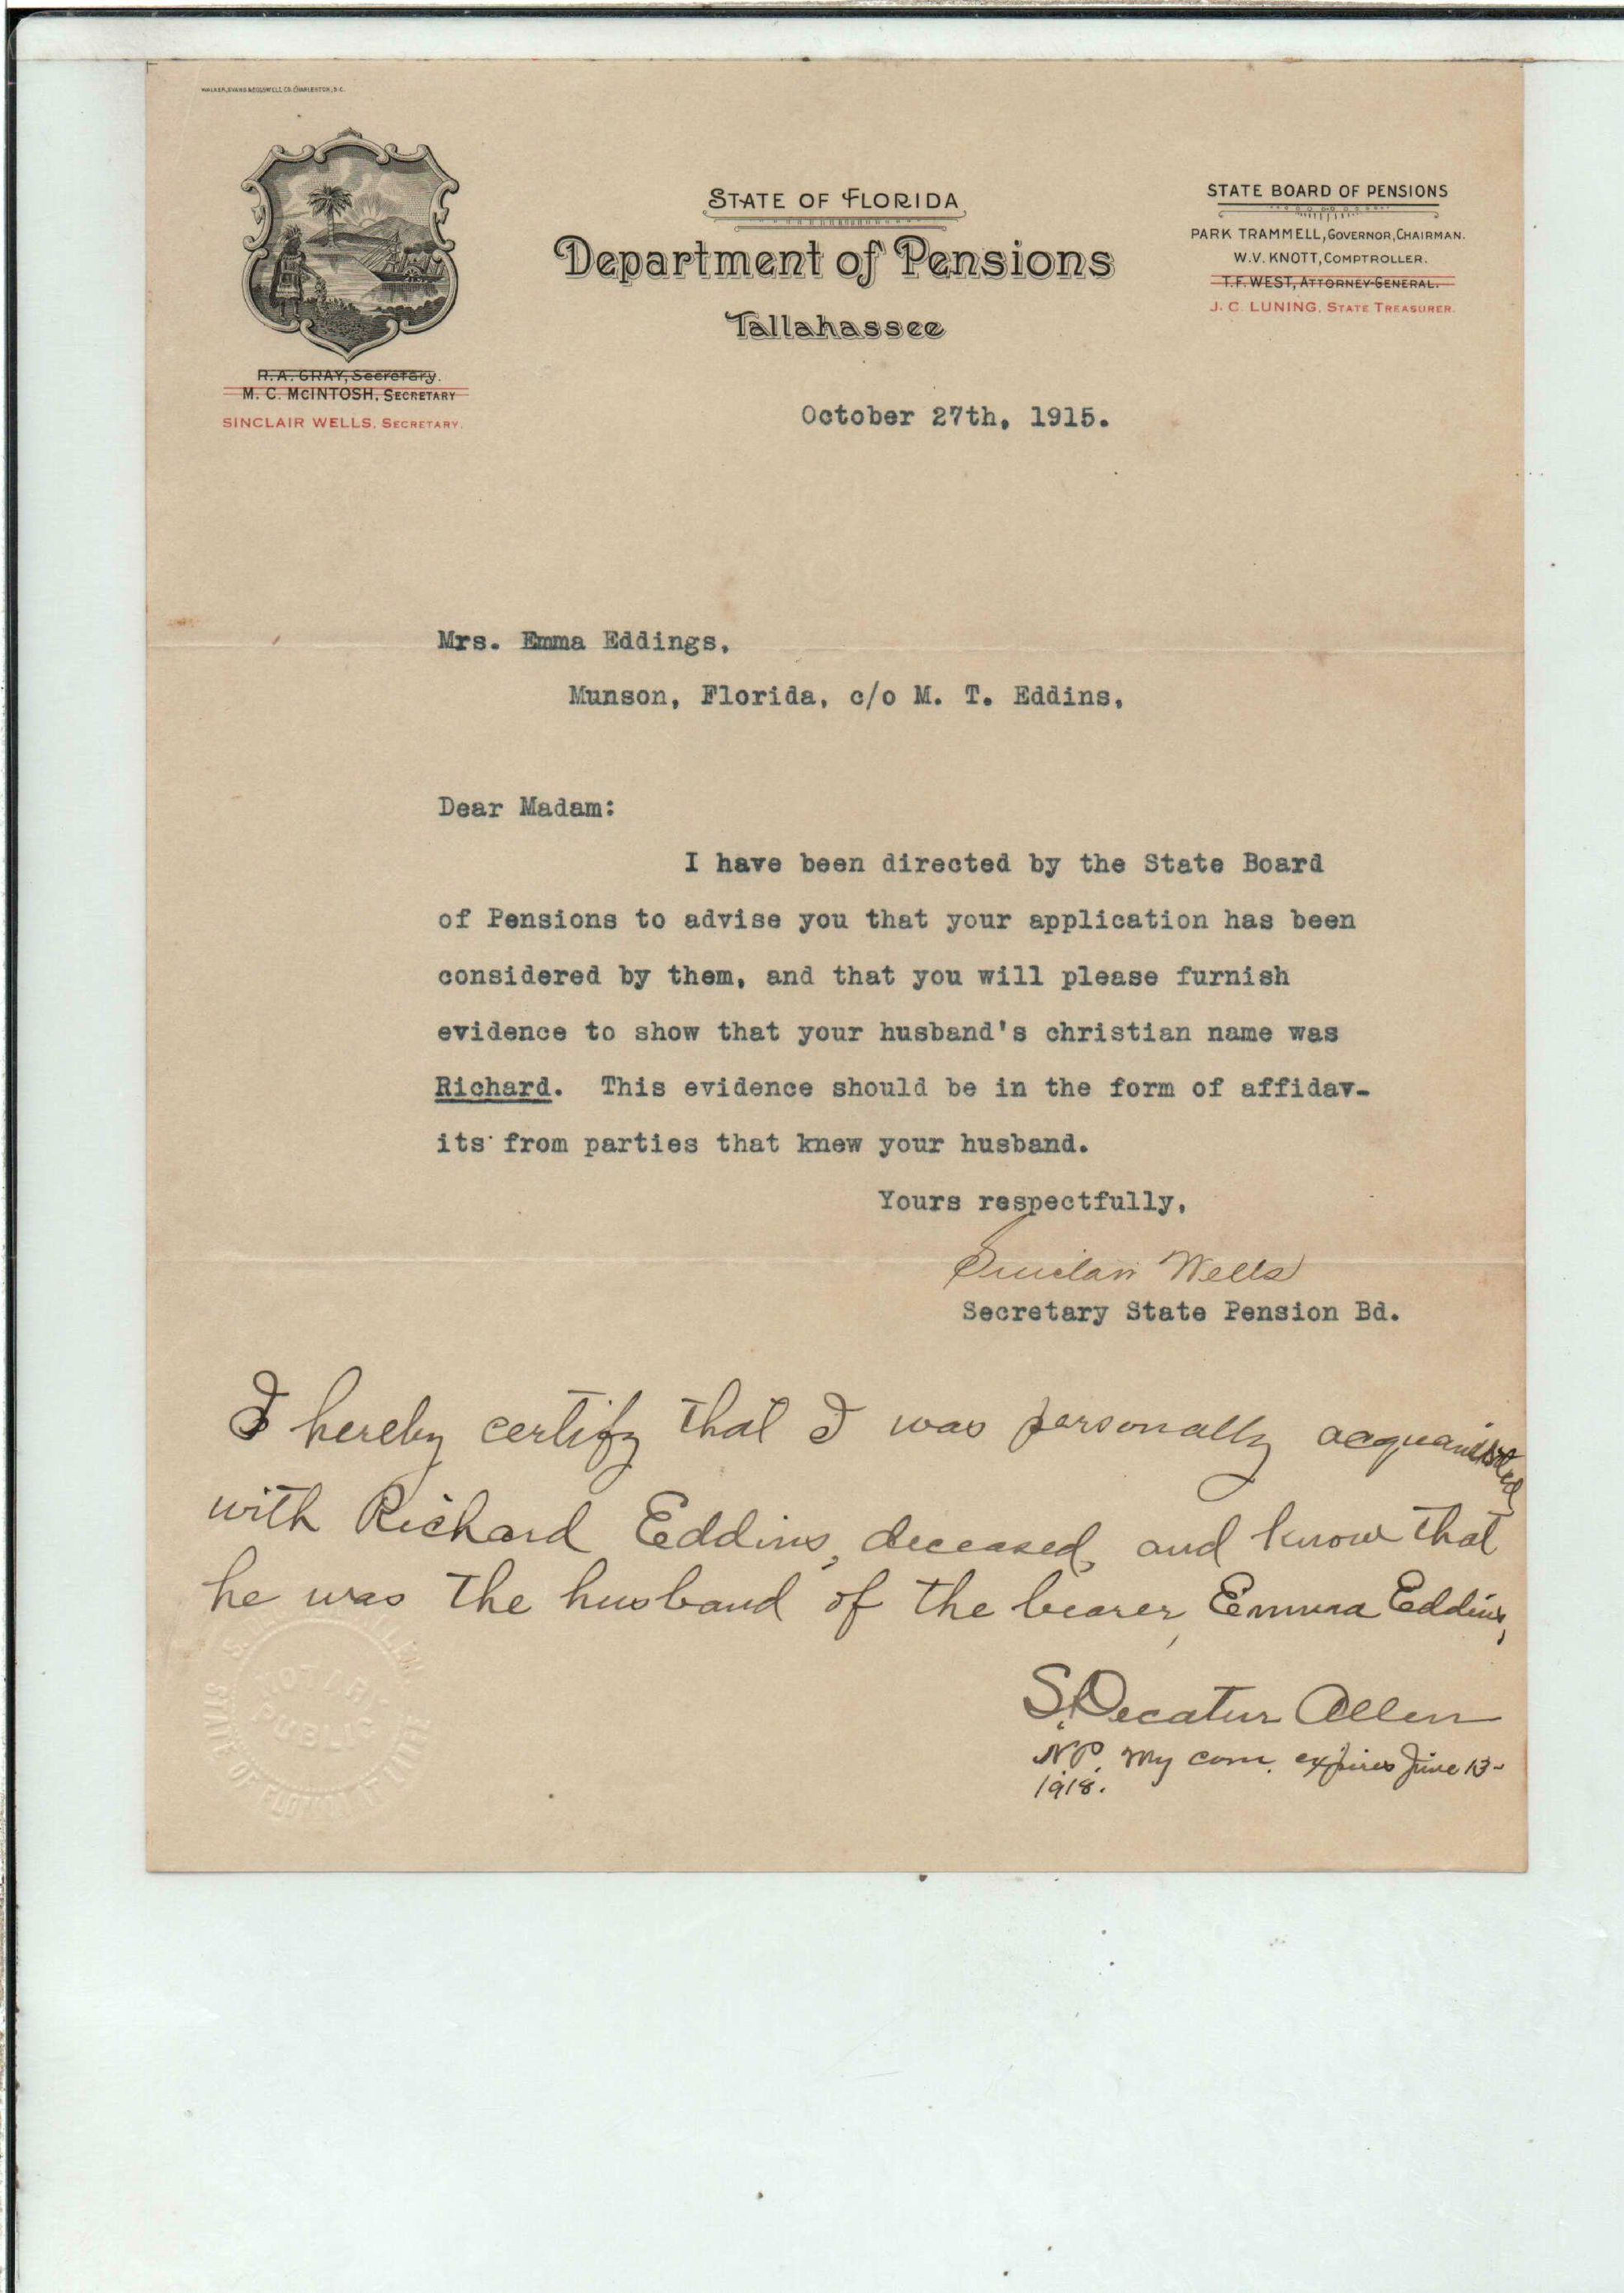 WALKER, EVANS & COGSWELL CO. CHARLESTON, S.C.
STATE OF FLORIDA
Department of Pensions
Tallahassee
STATE BOARD OF PENSIONS
PARK TRAMMELL, GOVERNOR, CHAIRMAN.
W.V. KNOTT, COMPTROLLER.
T.F. WEST, ATTORNEY-GENERAL.
J. C. LUNING, STATE TREASURER.
R. A. GRAY, Secretary.
M. C. MCINTOSH, SECRETARY
SINCLAIR WELLS, SECRETARY.
October 27th, 1915.
Mrs. Emma Eddings,
Munson, Florida, c/o M. T. Eddins,
Dear Madam:
I have been directed by the State Board
of Pensions to advise you that your application has been
considered by them, and that you will please furnish
evidence to show that your husband's christian name was
Richard. This evidence should be in the form of affidav-
its from parties that knew your husband.
Yours respectfully,
Sinclair Wells
Secretary State Pension Bd.
I hereby certify that I was personally acquainted
with Richard Eddins, deceased, and know that
he was the husband of the bearer, Emma Eddins,
S. Decatur Allen
N.P. My com. expires June 13-
1918.
NOTARY
PUBLIC
STATE OF FLORIDA AT LARGE